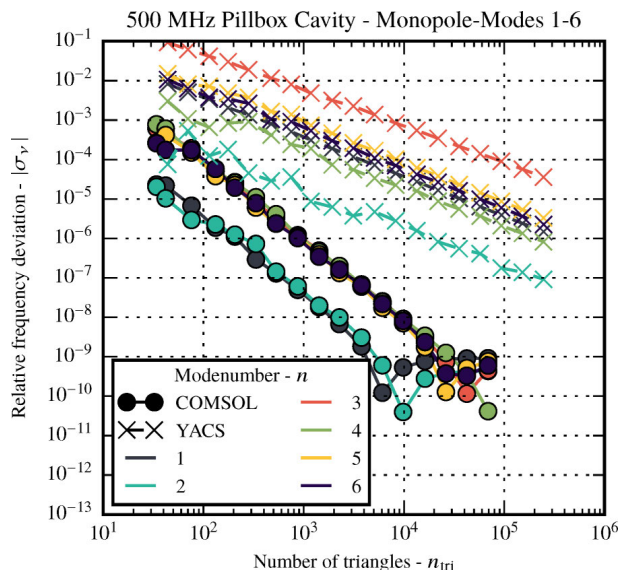 500 MHz Pillbox Cavity - Monopole-Modes 1-6
Relative frequency deviation - |σ_ν|
10^{-1}
10^{-2}
10^{-3}
10^{-4}
10^{-5}
10^{-6}
10^{-7}
10^{-8}
10^{-9}
10^{-10}
10^{-11}
10^{-12}
10^{-13}
Modenumber - n
COMSOL
YACS
1
2
3
4
5
6
10^1 10^2 10^3 10^4 10^5 10^6
Number of triangles - n_{tri}